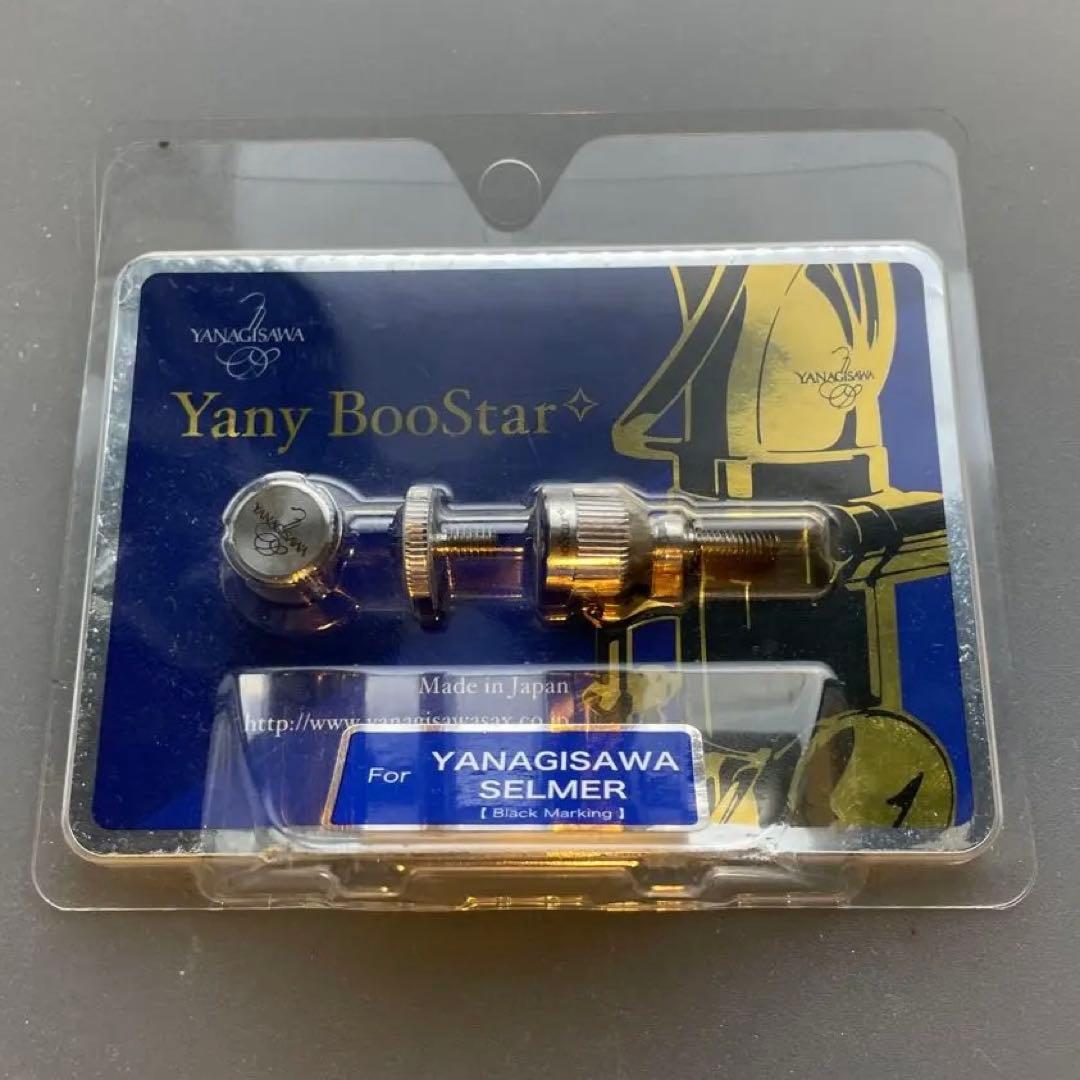 YANAGISAWA
Yany BooStar
YANAGISAWA
YANAGISAWA
Made in Japan
http://www.yanagisawasax.co.jp
For YANAGISAWA
SELMER
【 Black Marking 】